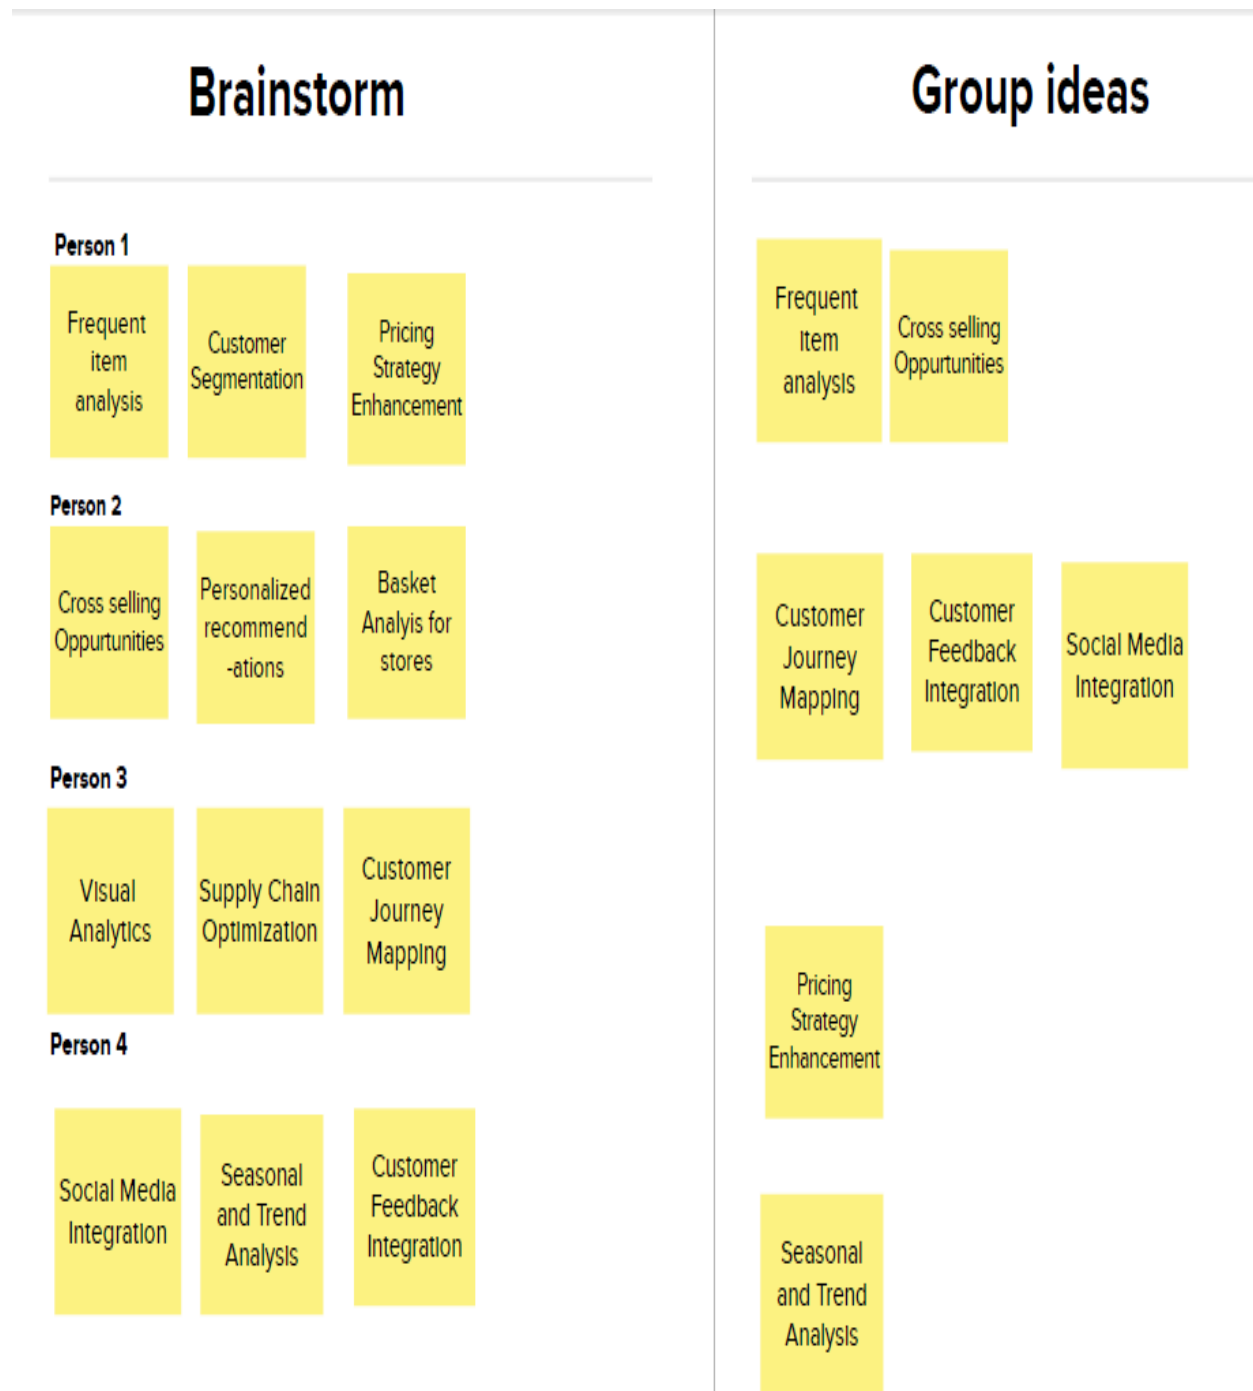 Brainstorm
Person 1
Frequent
item
analysis
Customer
Segmentation
Pricing
Strategy
Enhancement
Person 2
Cross selling
Oppurtunities
Personalized
recommend
-ations
Basket
Analyis for
stores
Person 3
Visual
Analytics
Supply Chain
Optimization
Customer
Journey
Mapping
Person 4
Social Media
Integration
Seasonal
and Trend
Analysis
Customer
Feedback
Integration
Group ideas
Frequent
item
analysis
Cross selling
Oppurtunities
Customer
Journey
Mapping
Customer
Feedback
Integration
Social Media
Integration
Pricing
Strategy
Enhancement
Seasonal
and Trend
Analysis